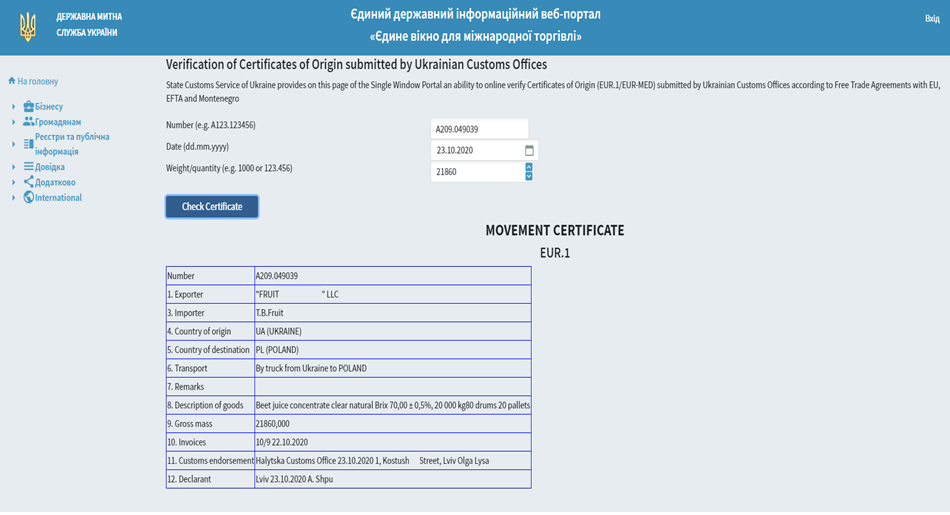 ДЕРЖАВНА МИТНА
СЛУЖБА УКРАЇНИ
Єдиний державний інформаційний веб-портал
«Єдине вікно для міжнародної торгівлі»
Вхід
На головну
Бізнесу
Громадянам
Реєстри та публічна
інформація
Довідка
Додатково
International
Verification of Certificates of Origin submitted by Ukrainian Customs Offices
State Customs Service of Ukraine provides on this page of the Single Window Portal an ability to online verify Certificates of Origin (EUR.1/EUR-MED) submitted by Ukrainian Customs Offices according to Free Trade Agreements with EU,
EFTA and Montenegro
Number (e.g. A123.123456) A209.049039
Date (dd.mm.yyyy) 23.10.2020
Weight/quantity (e.g. 1000 or 123.456) 21860
Check Certificate
MOVEMENT CERTIFICATE
EUR.1
Number A209.049039
1. Exporter "FRUIT " LLC
3. Importer T.B.Fruit
4. Country of origin UA (UKRAINE)
5. Country of destination PL (POLAND)
6. Transport By truck from Ukraine to POLAND
7. Remarks
8. Description of goods Beet juice concentrate clear natural Brix 70,00 ± 0,5%, 20 000 kg80 drums 20 pallets
9. Gross mass 21860,000
10. Invoices 10/9 22.10.2020
11. Customs endorsement Halytska Customs Office 23.10.2020 1, Kostush Street, Lviv Olga Lysa
12. Declarant Lviv 23.10.2020 A. Shpu